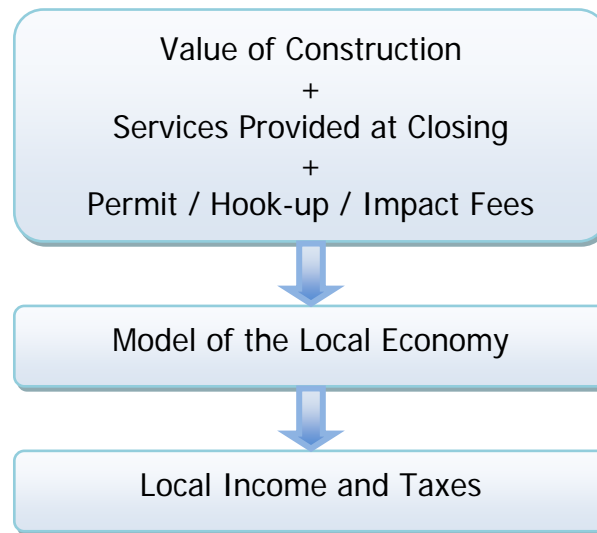 Value of Construction
+
Services Provided at Closing
+
Permit / Hook-up / Impact Fees
Model of the Local Economy
Local Income and Taxes